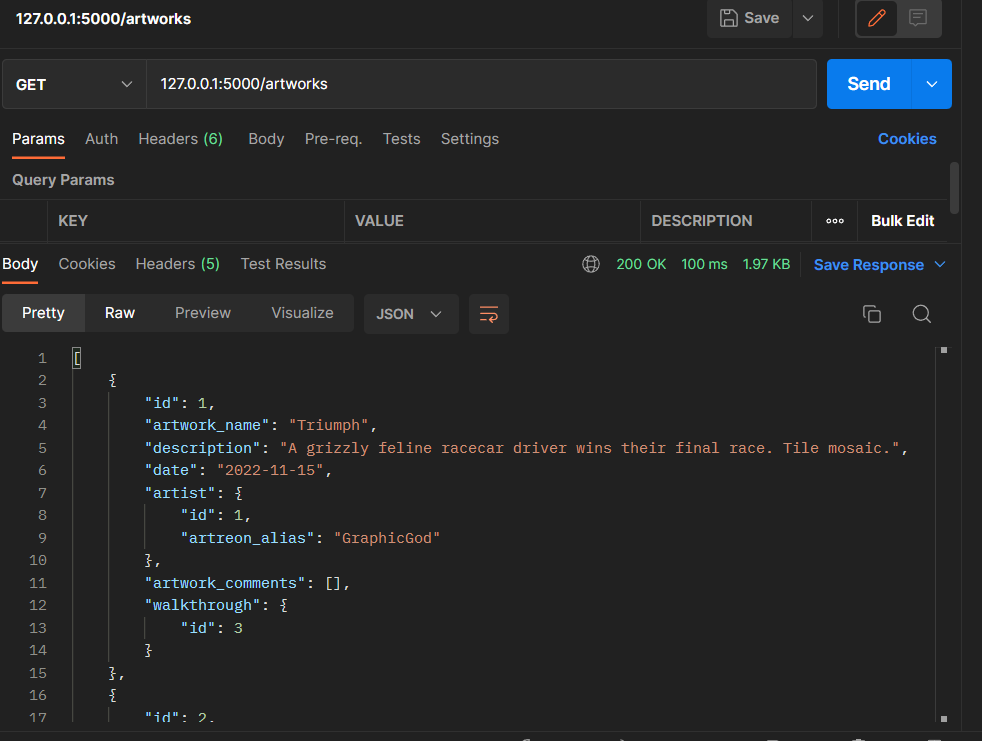 127.0.0.1:5000/artworks
Save
GET
127.0.0.1:5000/artworks
Send
Params Auth Headers (6) Body Pre-req. Tests Settings Cookies
Query Params
KEY VALUE DESCRIPTION Bulk Edit
Body Cookies Headers (5) Test Results 200 OK 100 ms 1.97 KB Save Response
Pretty Raw Preview Visualize JSON
1 [
2 {
3 "id": 1,
4 "artwork_name": "Triumph",
5 "description": "A grizzly feline racecar driver wins their final race. Tile mosaic.",
6 "date": "2022-11-15",
7 "artist": {
8 "id": 1,
9 "artreon_alias": "GraphicGod"
10 },
11 "artwork_comments": [],
12 "walkthrough": {
13 "id": 3
14 }
15 },
16 {
17 "id": 2,